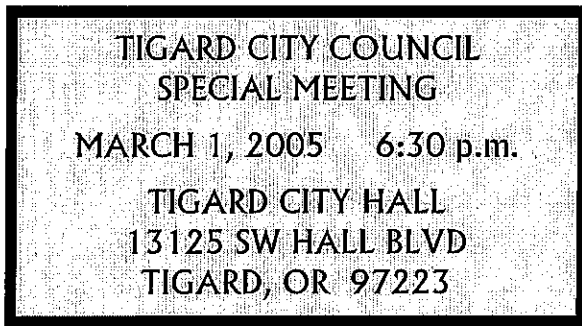 TIGARD CITY COUNCIL
SPECIAL MEETING
MARCH 1, 2005 6:30 p.m.
TIGARD CITY HALL
13125 SW HALL BLVD
TIGARD, OR 97223